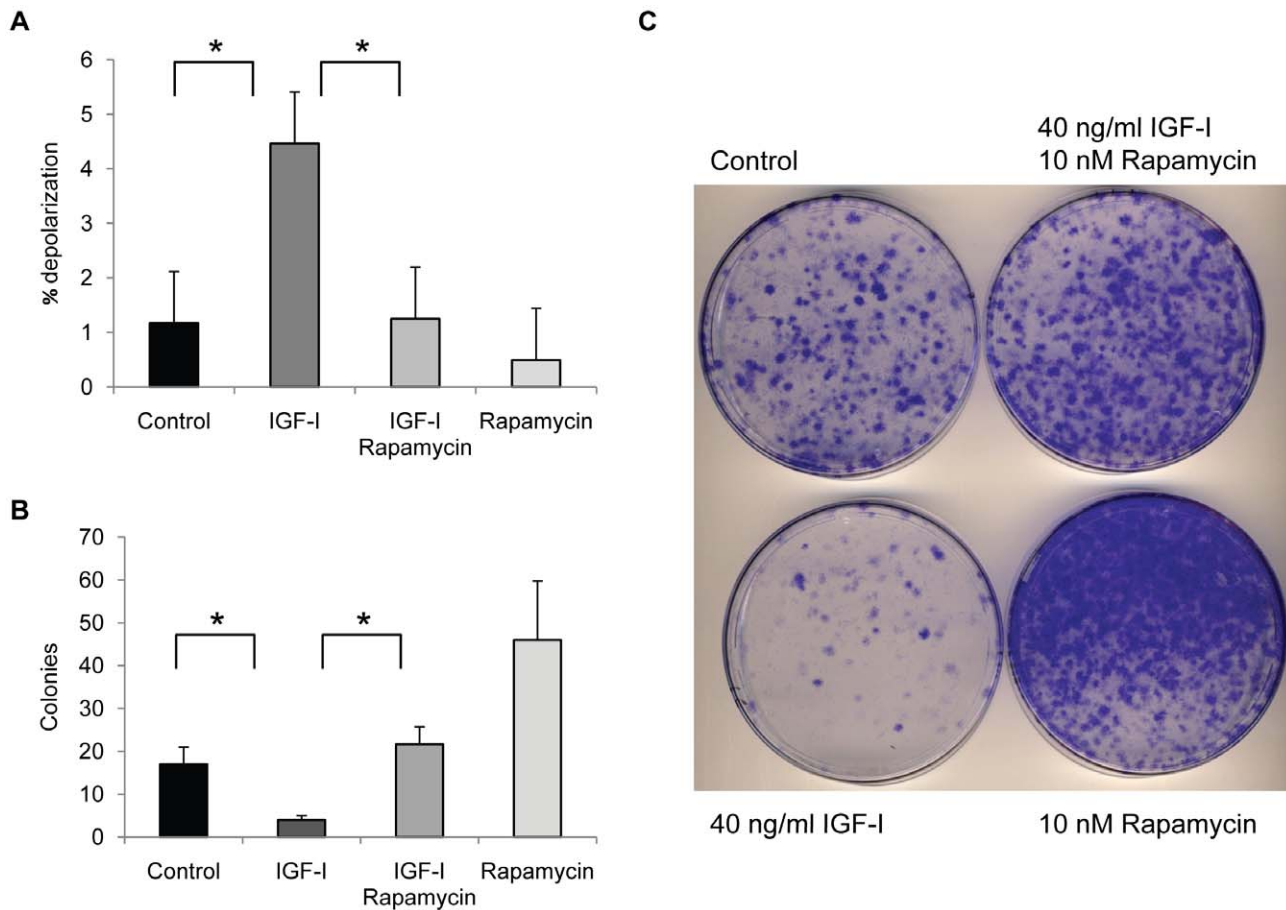 A
*
*
6
5
4
3
2
1
0
% depolarization
Control
IGF-I
IGF-I
Rapamycin
Rapamycin
B
70
60
50
40
30
20
10
0
Colonies
*
*
Control
IGF-I
IGF-I
Rapamycin
Rapamycin
C
Control
40 ng/ml IGF-I
10 nM Rapamycin
40 ng/ml IGF-I
10 nM Rapamycin